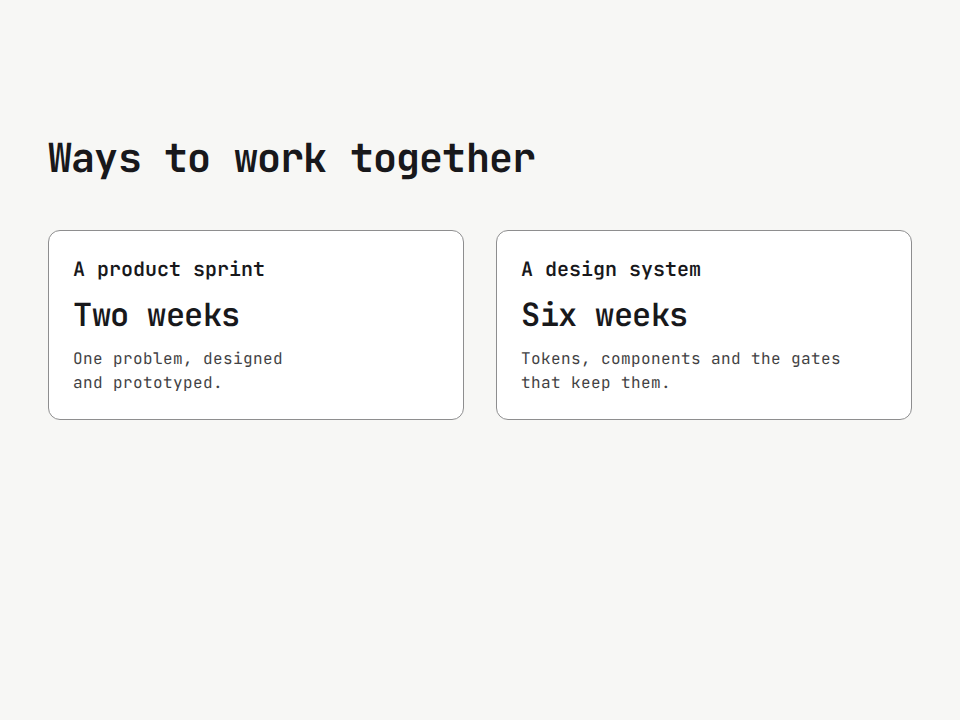 Ways to work together
A product sprint
Two weeks
One problem, designed
and prototyped.
A design system
Six weeks
Tokens, components and the gates
that keep them.